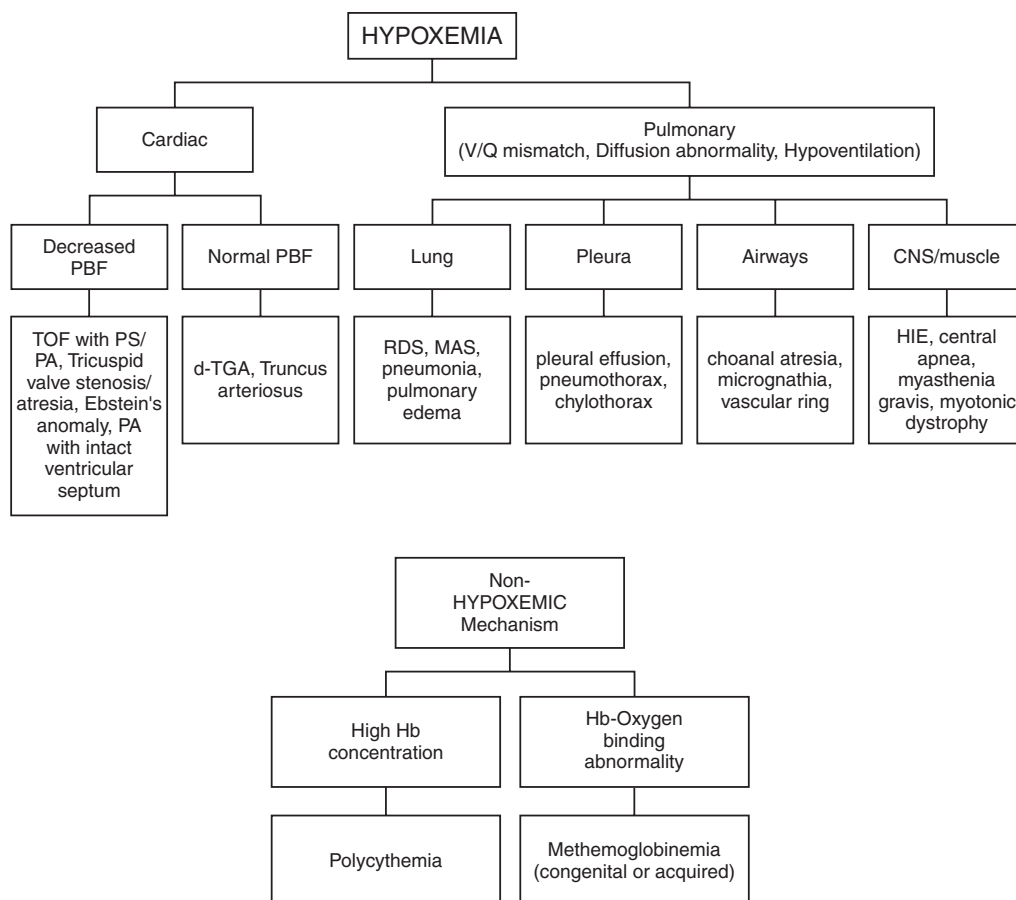 HYPOXEMIA
Cardiac
Pulmonary
(V/Q mismatch, Diffusion abnormality, Hypoventilation)
Decreased
PBF
Normal PBF
Lung
Pleura
Airways
CNS/muscle
TOF with PS/
PA, Tricuspid
valve stenosis/
atresia, Ebstein's
anomaly, PA
with intact
ventricular
septum
d-TGA, Truncus
arteriosus
RDS, MAS,
pneumonia,
pulmonary
edema
pleural effusion,
pneumothorax,
chylothorax
choanal atresia,
micrognathia,
vascular ring
HIE, central
apnea,
myasthenia
gravis, myotonic
dystrophy
Non-
HYPOXEMIC
Mechanism
High Hb
concentration
Hb-Oxygen
binding
abnormality
Polycythemia
Methemoglobinemia
(congenital or acquired)